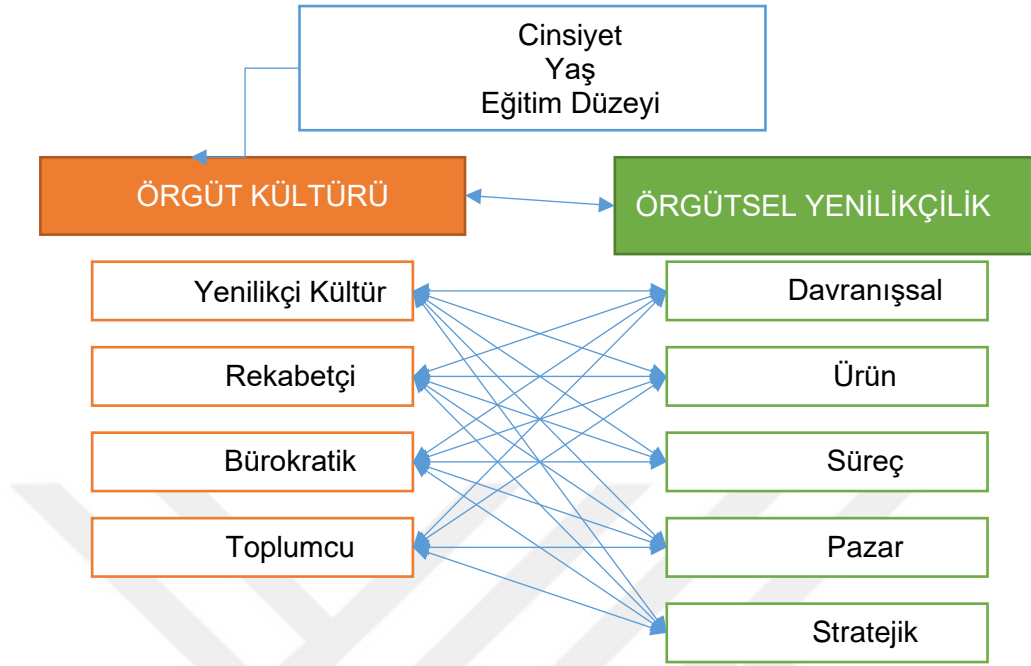 Cinsiyet
Yaş
Eğitim Düzeyi
ÖRGÜT KÜLTÜRÜ
ÖRGÜTSEL YENİLİKÇİLİK
Yenilikçi Kültür
Davranışsal
Rekabetçi
Ürün
Bürokratik
Süreç
Toplumcu
Pazar
Stratejik